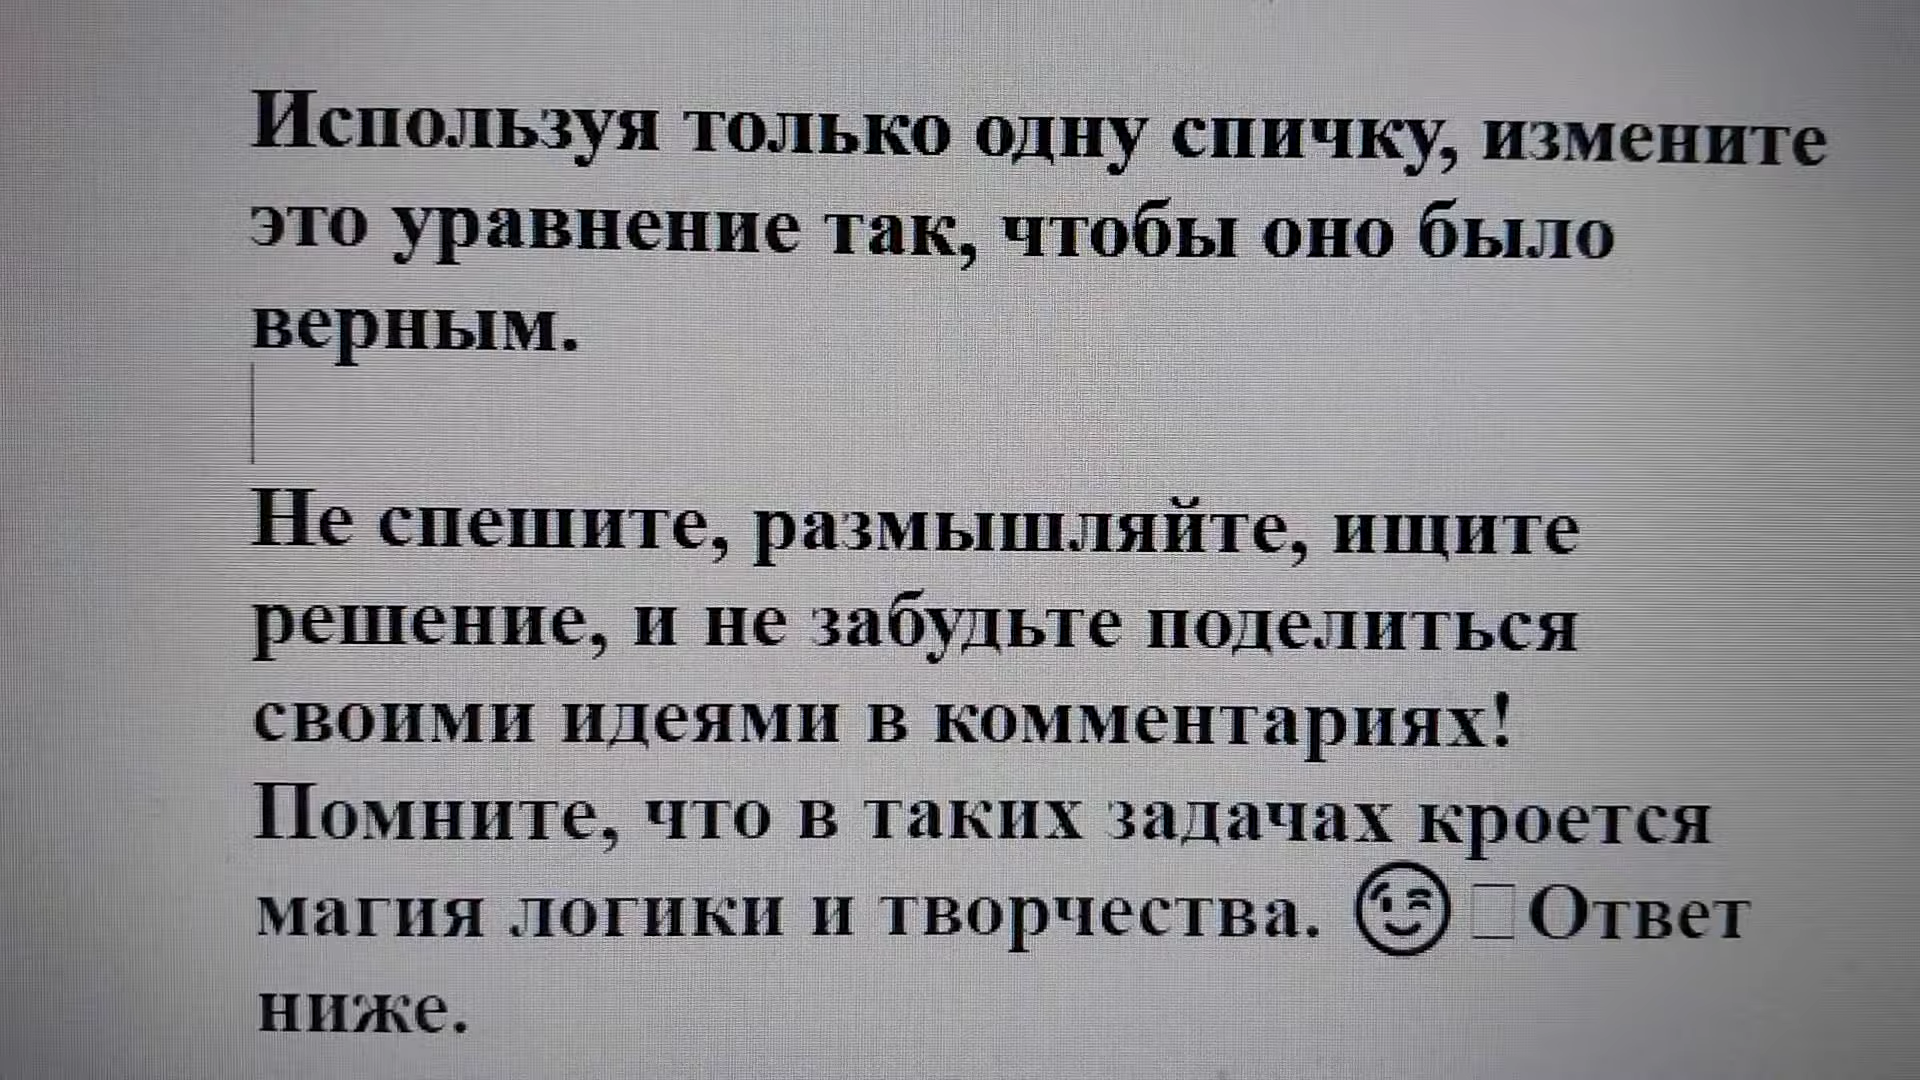 Используя только одну спичку, измените
это уравнение так, чтобы оно было
верным.
Не спешите, размышляйте, ищите
решение, и не забудьте поделиться
своими идеями в комментариях!
Помните, что в таких задачах кроется
магия логики и творчества. 😉 □Ответ
ниже.